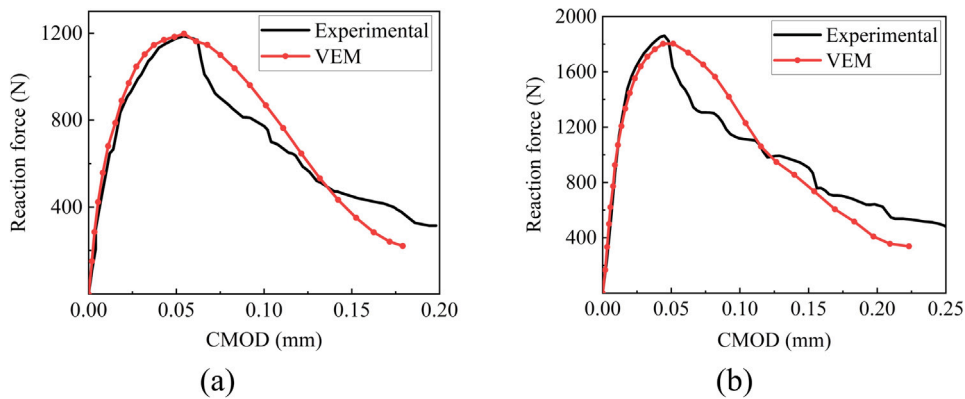 Experimental
VEM
1200
800
400
Reaction force (N)
0.00 0.05 0.10 0.15 0.20
CMOD (mm)
(a)
Experimental
VEM
2000
1600
1200
800
400
Reaction force (N)
0.00 0.05 0.10 0.15 0.20 0.25
CMOD (mm)
(b)